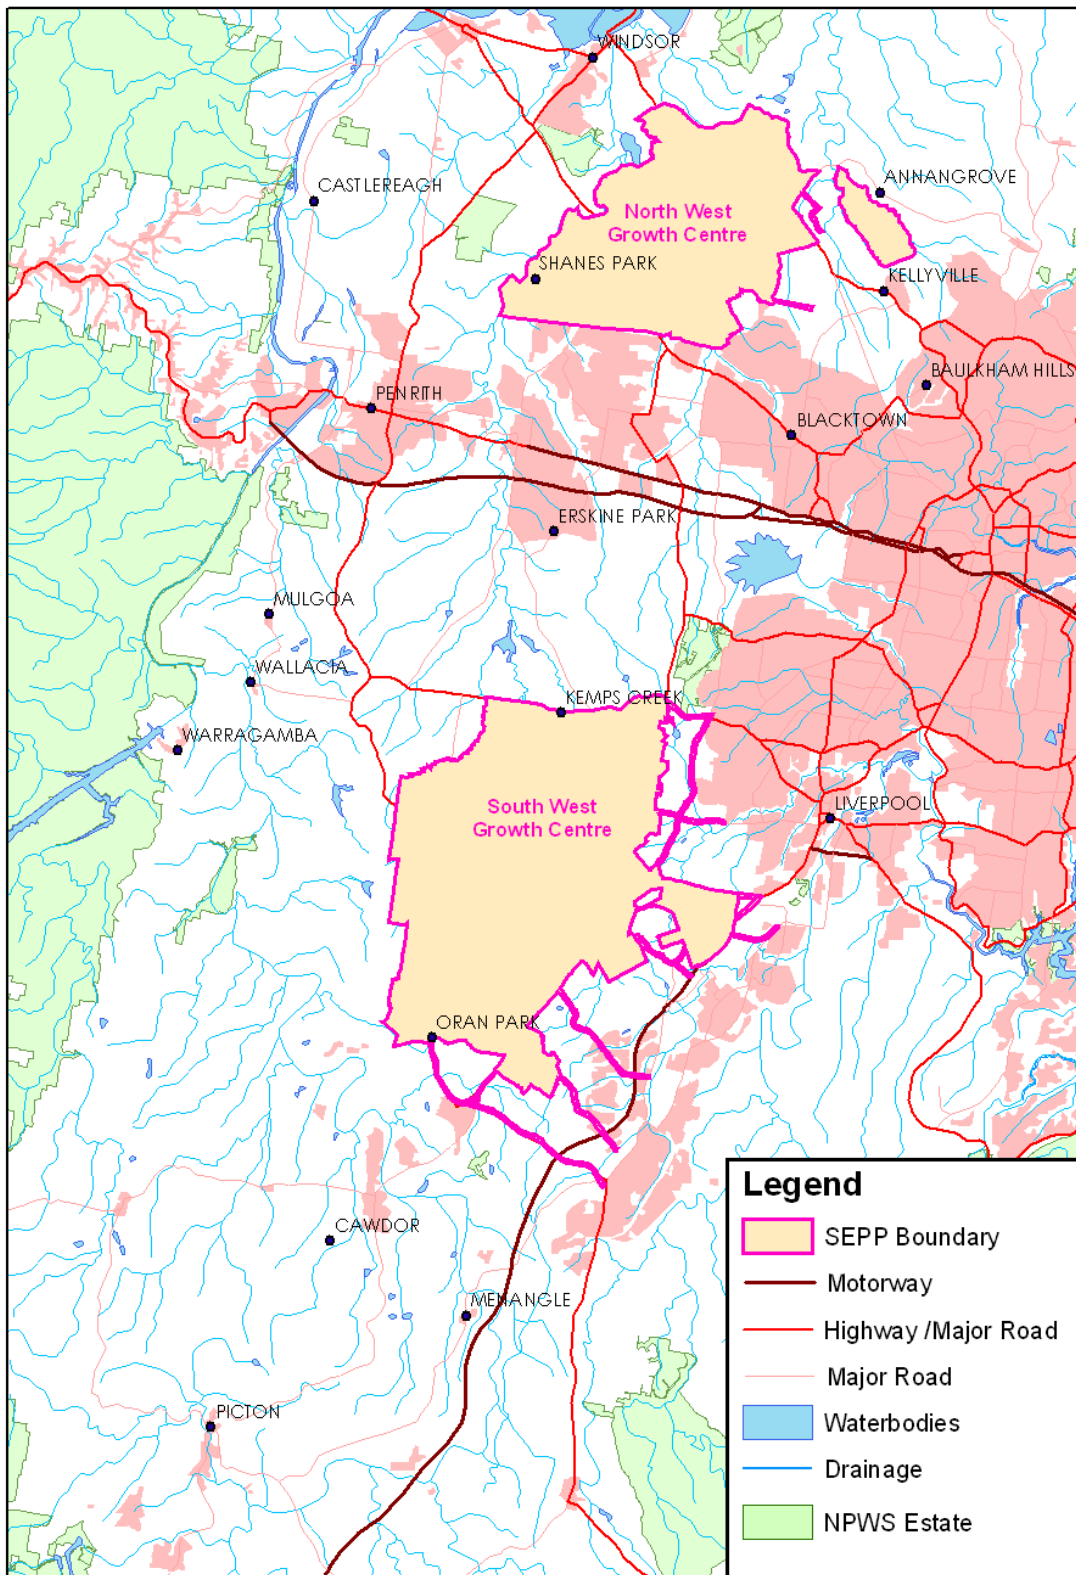 WINDSOR
CASTLEREAGH
ANNANGROVE
North West
Growth Centre
SHANES PARK
KELLYVILLE
BAULKHAM HILLS
PENRITH
BLACKTOWN
ERSKINE PARK
MULGOA
WALLACIA
KEMPS CREEK
WARRAGAMBA
South West
Growth Centre
LIVERPOOL
ORAN PARK
CAWDOR
MENANGLE
PICTON
Legend
SEPP Boundary
Motorway
Highway /Major Road
Major Road
Waterbodies
Drainage
NPWS Estate